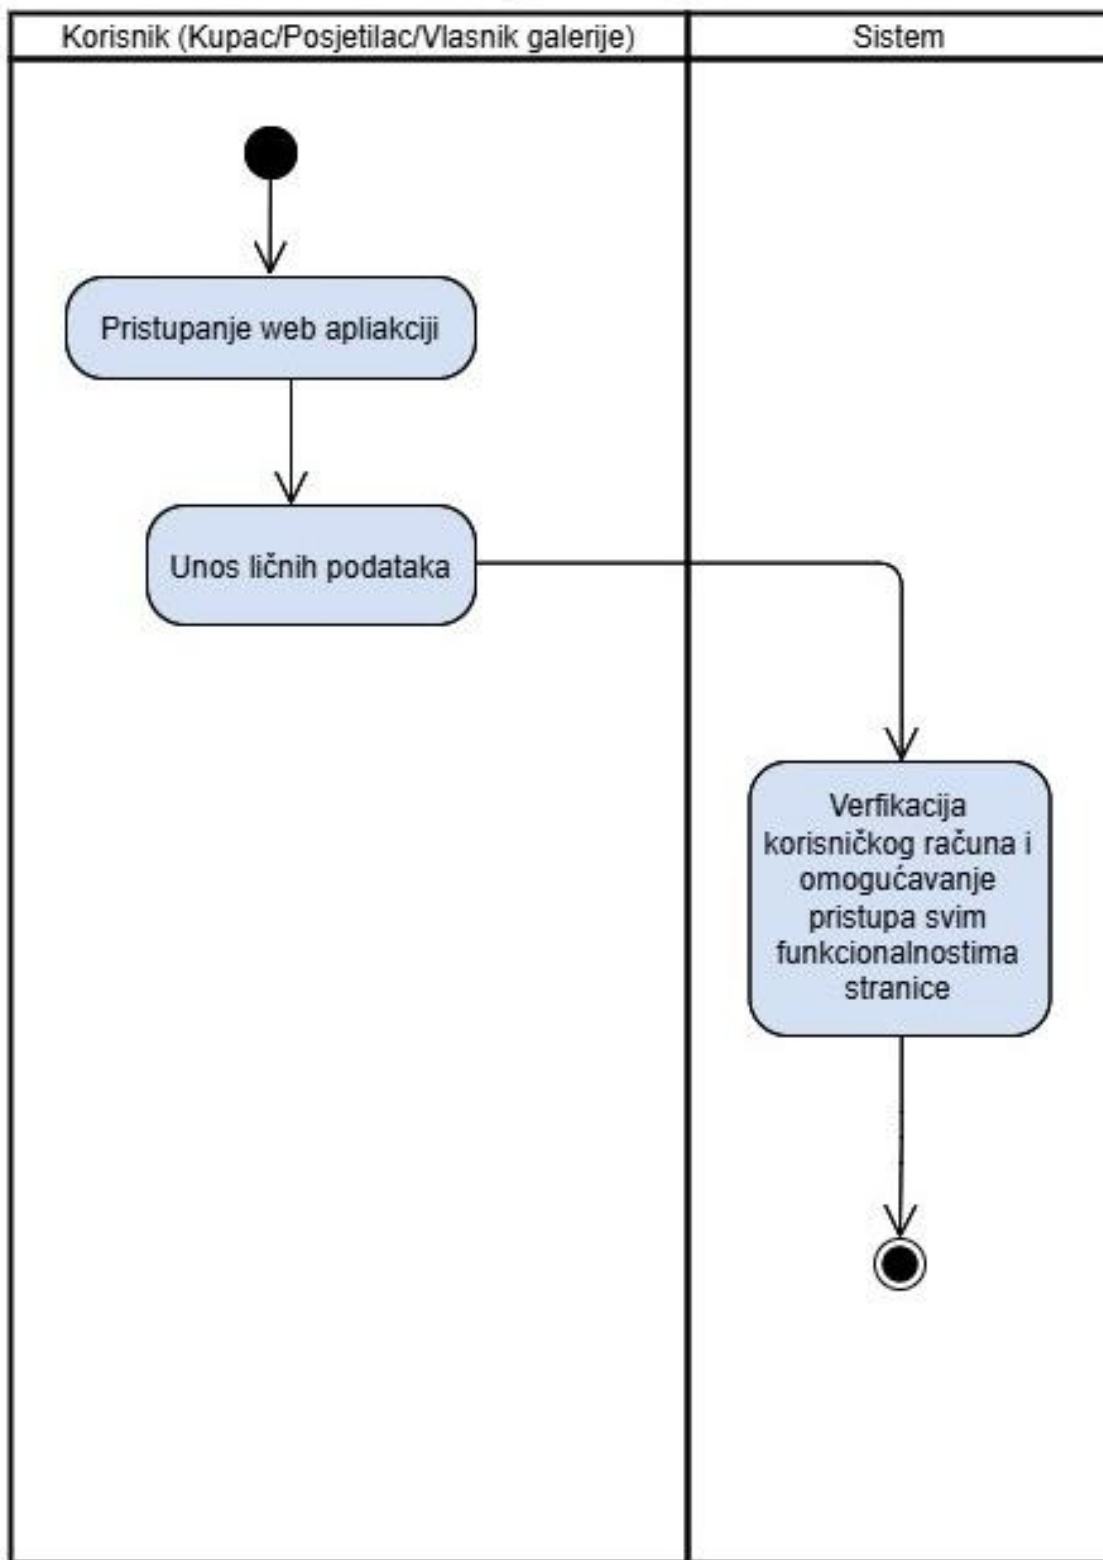 Korisnik (Kupac/Posjetilac/Vlasnik galerije)
Sistem
Pristupanje web apliakciji
Unos ličnih podataka
Verfikacija
korisničkog računa i
omogućavanje
pristupa svim
funkcionalnostima
stranice